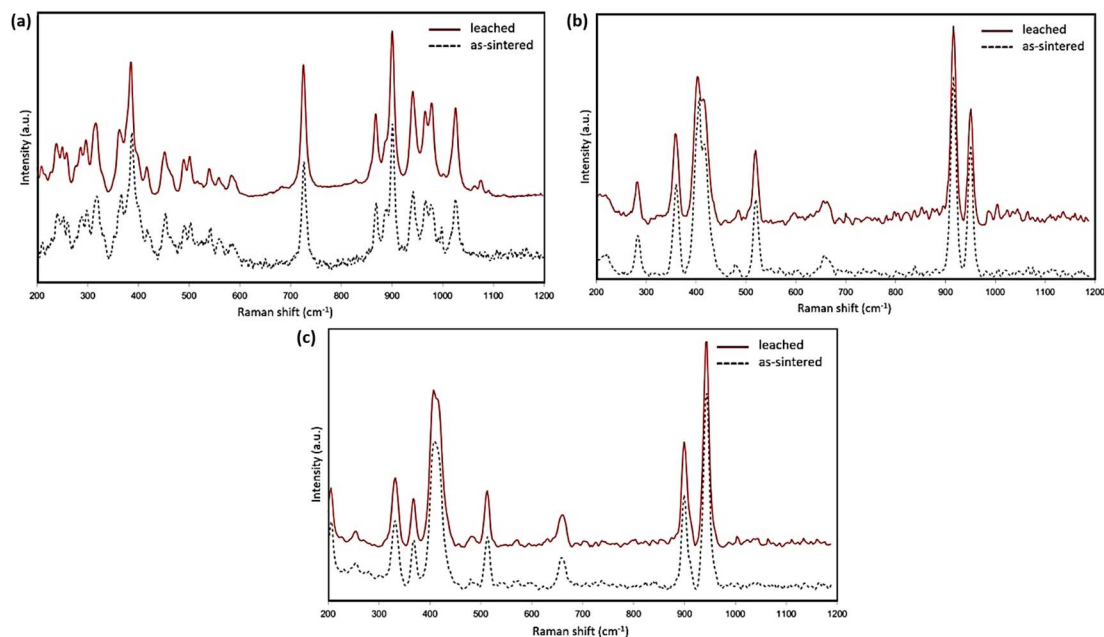 (a)
leached
as-sintered
Intensity (a.u.)
200 300 400 500 600 700 800 900 1000 1100 1200
Raman shift (cm⁻¹)
(b)
leached
as-sintered
Intensity (a.u.)
200 300 400 500 600 700 800 900 1000 1100 1200
Raman shift (cm⁻¹)
(c)
leached
as-sintered
Intensity (a.u.)
200 300 400 500 600 700 800 900 1000 1100 1200
Raman shift (cm⁻¹)